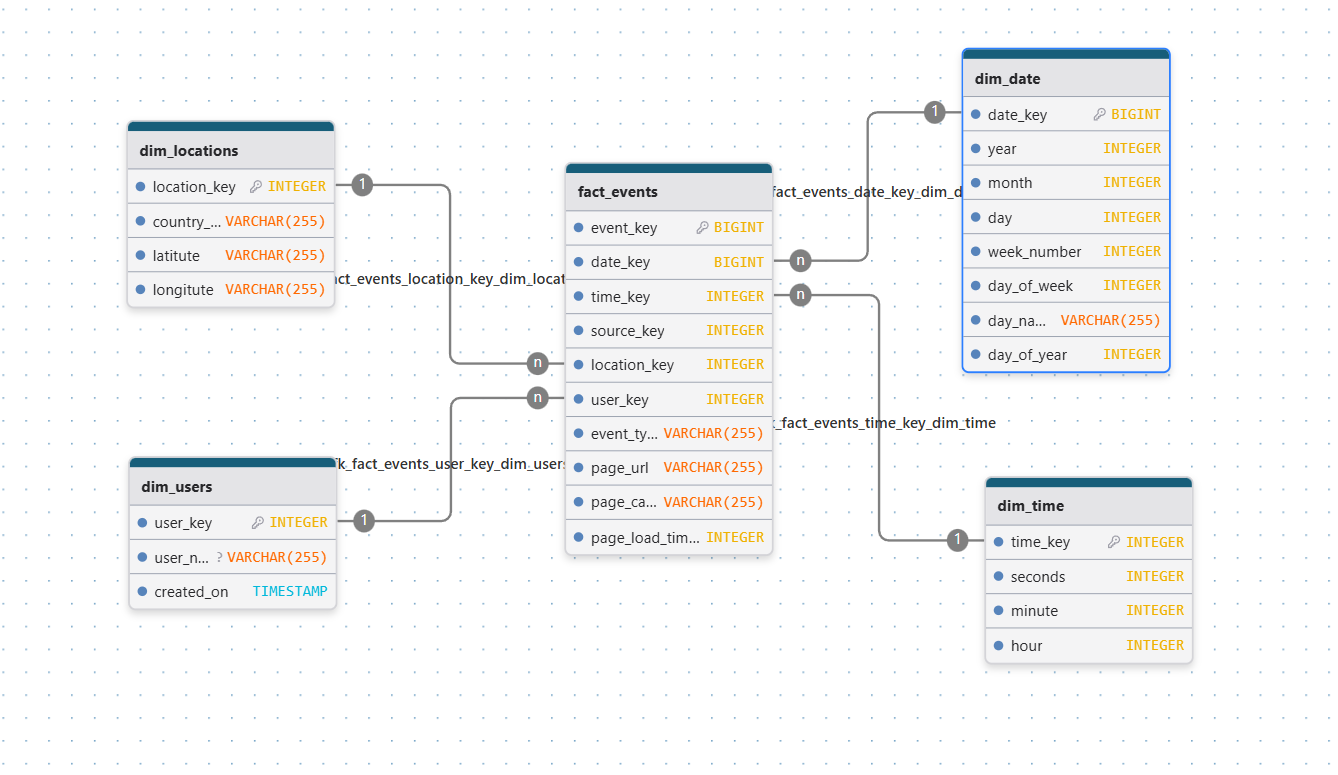 dim_locations
location_key INTEGER
country_... VARCHAR(255)
latitute VARCHAR(255)
longitute VARCHAR(255)
1
act_events_location_key_dim_locat
n
dim_users
user_key INTEGER
user_n... ? VARCHAR(255)
created_on TIMESTAMP
1
fk_fact_events_user_key_dim_users
n
fact_events
event_key BIGINT
date_key BIGINT
time_key INTEGER
source_key INTEGER
location_key INTEGER
user_key INTEGER
event_ty... VARCHAR(255)
page_url VARCHAR(255)
page_ca... VARCHAR(255)
page_load_tim... INTEGER
n
fact_events_date_key_dim_d
1
n
k_fact_events_time_key_dim_time
1
dim_date
date_key BIGINT
year INTEGER
month INTEGER
day INTEGER
week_number INTEGER
day_of_week INTEGER
day_na... VARCHAR(255)
day_of_year INTEGER
dim_time
time_key INTEGER
seconds INTEGER
minute INTEGER
hour INTEGER